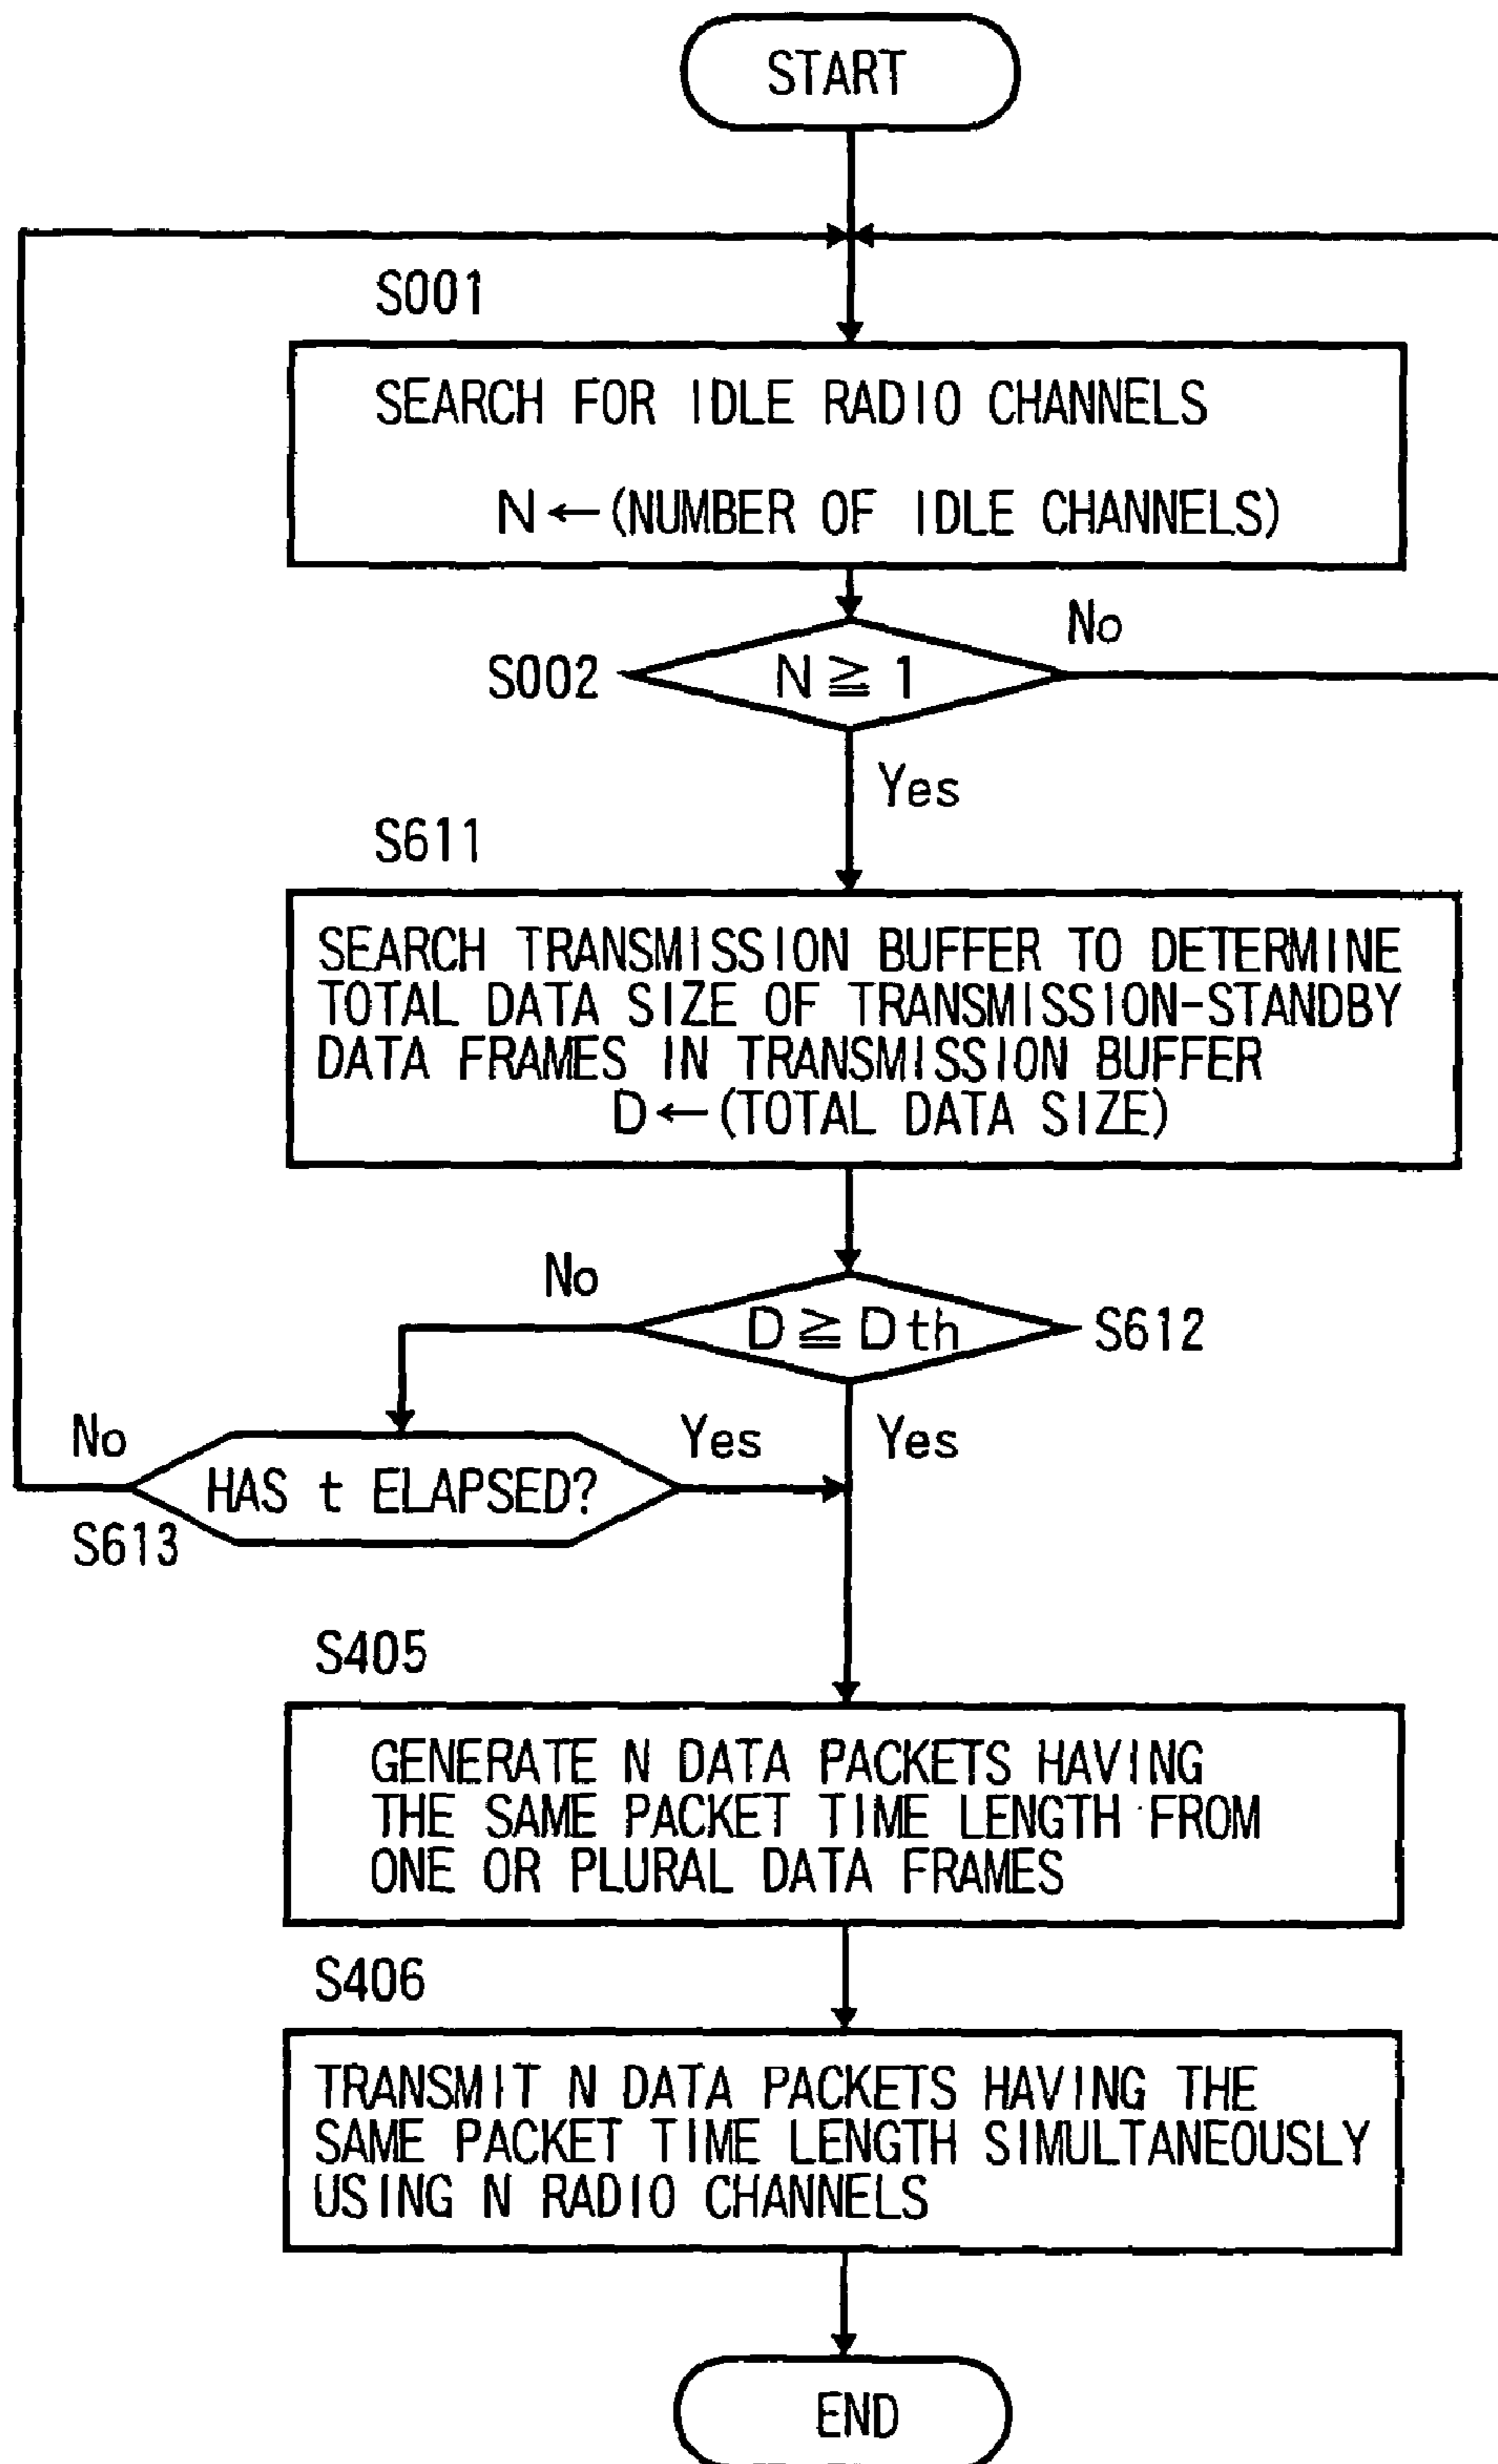 START
S001
SEARCH FOR IDLE RADIO CHANNELS
N←(NUMBER OF IDLE CHANNELS)
No
S002
N≧1
Yes
S611
SEARCH TRANSMISSION BUFFER TO DETERMINE
TOTAL DATA SIZE OF TRANSMISSION-STANDBY
DATA FRAMES IN TRANSMISSION BUFFER
D←(TOTAL DATA SIZE)
No
D≧Dth
S612
No
HAS t ELAPSED?
Yes
Yes
S613
S405
GENERATE N DATA PACKETS HAVING
THE SAME PACKET TIME LENGTH FROM
ONE OR PLURAL DATA FRAMES
S406
TRANSMIT N DATA PACKETS HAVING THE
SAME PACKET TIME LENGTH SIMULTANEOUSLY
USING N RADIO CHANNELS
END